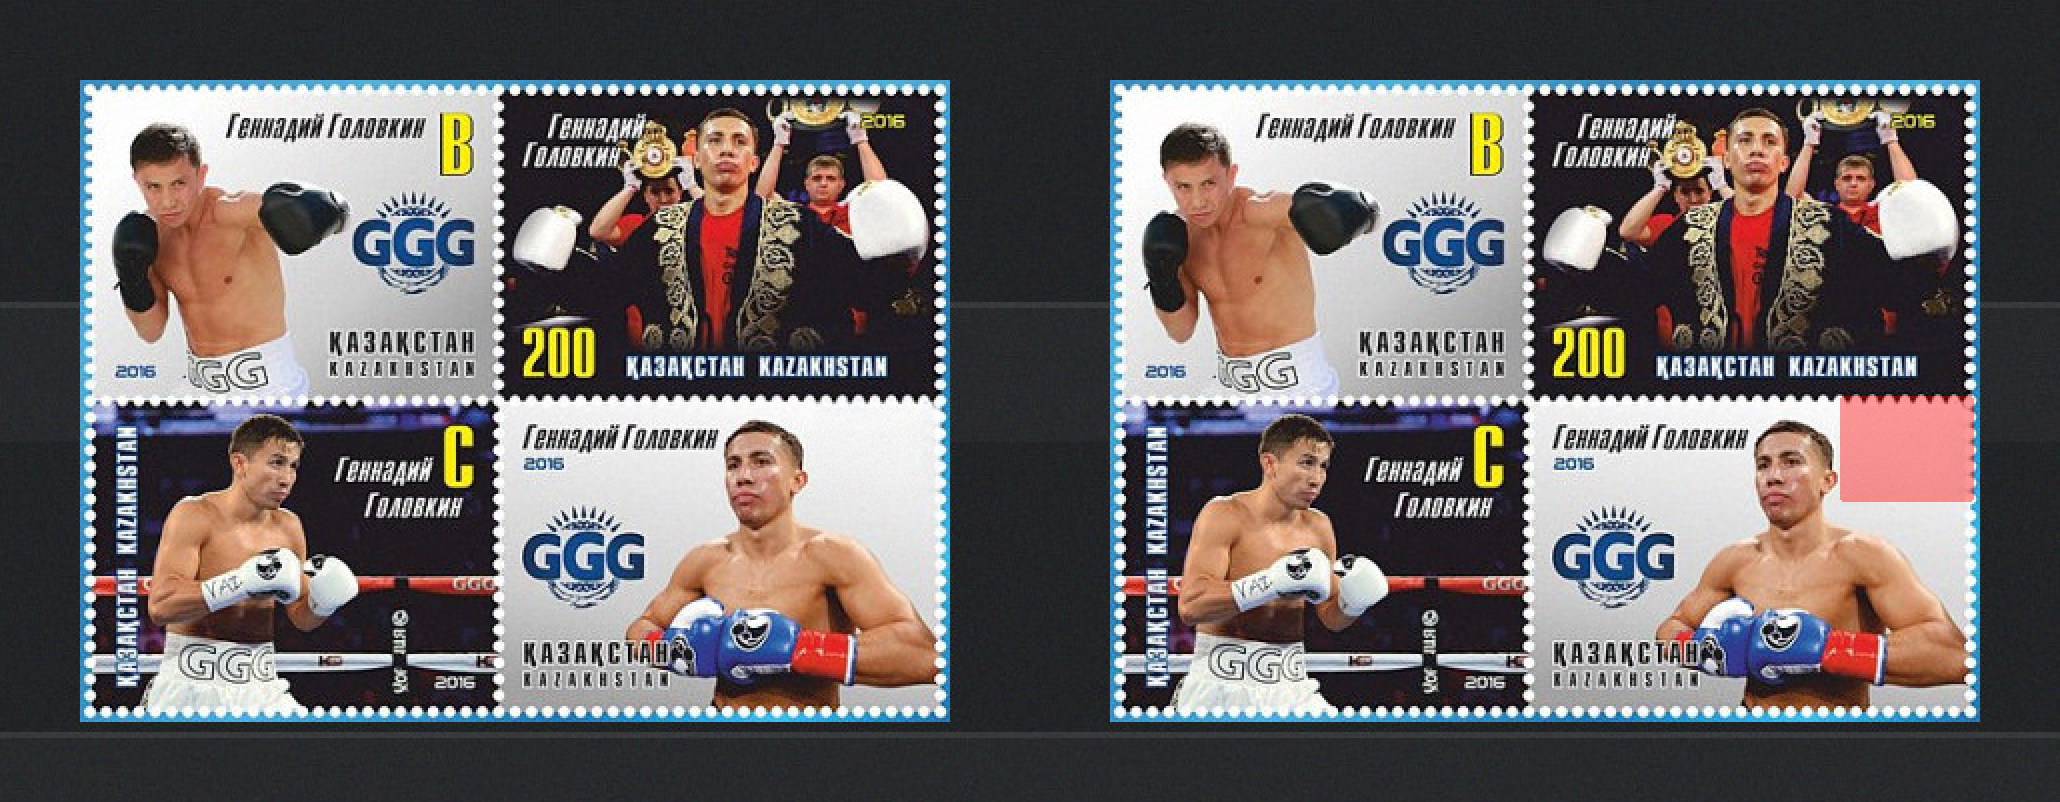 Геннадий Головкин B
GGG
ҚАЗАҚСТАН
KAZAKHSTAN
2016
GGG
Геннадий
Головкин
2016
200
ҚАЗАҚСТАН KAZAKHSTAN
ҚАЗАҚСТАН KAZAKHSTAN
Геннадий C
Головкин
GGG
GGG
2016
Геннадий Головкин
2016
GGG
ҚАЗАҚСТАН
KAZAKHSTAN
Геннадий Головкин B
GGG
ҚАЗАҚСТАН
KAZAKHSTAN
2016
GGG
Геннадий
Головкин
2016
200
ҚАЗАҚСТАН KAZAKHSTAN
ҚАЗАҚСТАН KAZAKHSTAN
Геннадий C
Головкин
GGG
GGG
2016
Геннадий Головкин
2016
GGG
ҚАЗАҚСТАН
KAZAKHSTAN